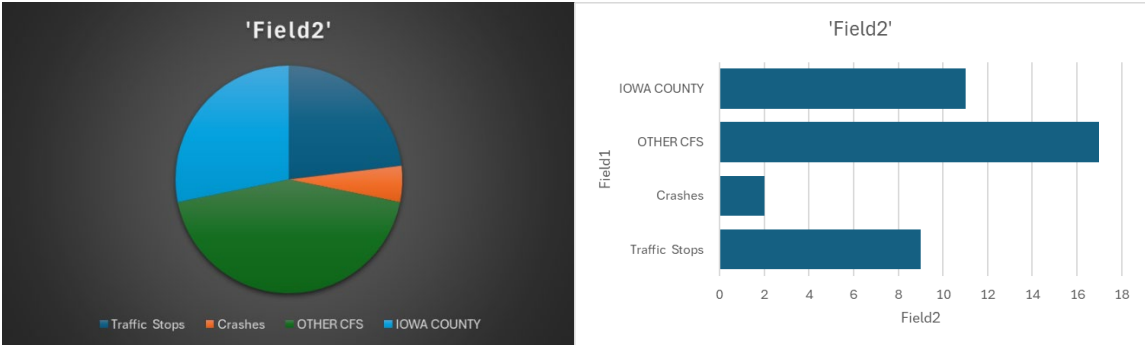 'Field2'
Traffic Stops Crashes OTHER CFS IOWA COUNTY
'Field2'
IOWA COUNTY
OTHER CFS
Crashes
Traffic Stops
Field1
0 2 4 6 8 10 12 14 16 18
Field2